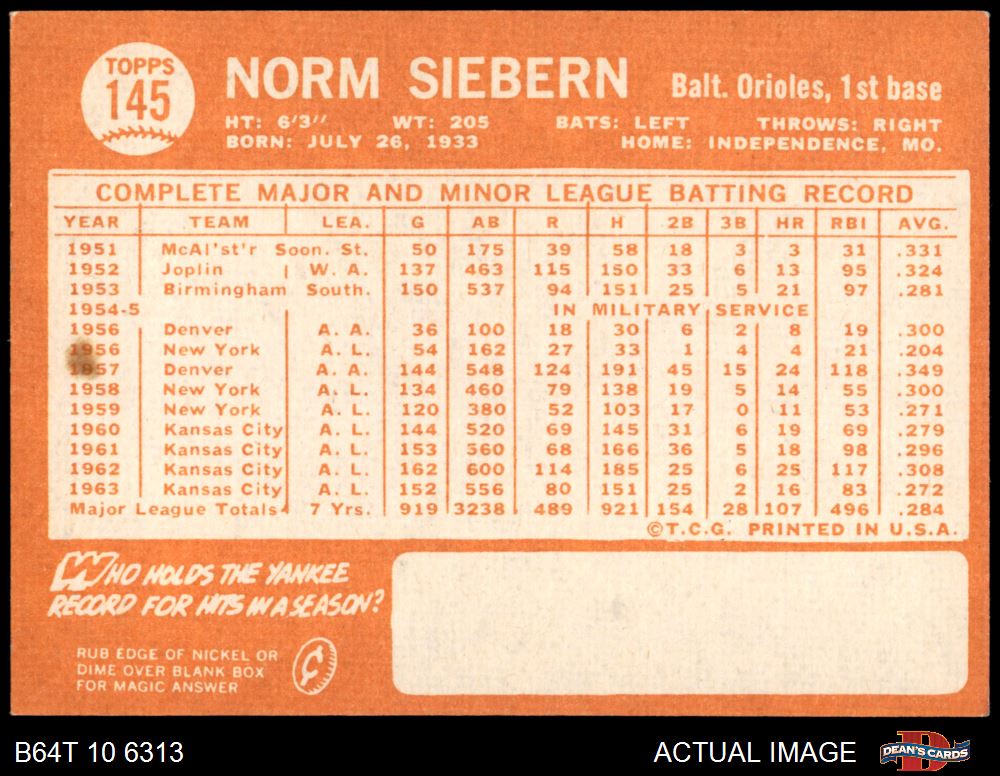 TOPPS
145
NORM SIEBERN Balt. Orioles, 1st base
HT: 6'3" WT: 205 BATS: LEFT THROWS: RIGHT
BORN: JULY 26, 1933 HOME: INDEPENDENCE, MO.
COMPLETE MAJOR AND MINOR LEAGUE BATTING RECORD
YEAR TEAM LEA. G AB R H 2B 3B HR RBI AVG.
1951 McAl'st'r Soon. St. 50 175 39 58 18 3 3 31 .331
1952 Joplin W. A. 137 463 115 150 33 6 13 95 .324
1953 Birmingham South. 150 537 94 151 25 5 21 97 .281
1954-5 IN MILITARY SERVICE
1956 Denver A. A. 36 100 18 30 6 2 8 19 .300
1956 New York A. L. 54 162 27 33 1 4 4 21 .204
1957 Denver A. A. 144 548 124 191 45 15 24 118 .349
1958 New York A. L. 134 460 79 138 19 5 14 55 .300
1959 New York A. L. 120 380 52 103 17 0 11 53 .271
1960 Kansas City A. L. 144 520 69 145 31 6 19 69 .279
1961 Kansas City A. L. 153 560 68 166 36 5 18 98 .296
1962 Kansas City A. L. 162 600 114 185 25 6 25 117 .308
1963 Kansas City A. L. 152 556 80 151 25 2 16 83 .272
Major League Totals 7 Yrs. 919 3238 489 921 154 28 107 496 .284
©T.C.G. PRINTED IN U.S.A.
WHO HOLDS THE YANKEE
RECORD FOR HITS IN A SEASON?
RUB EDGE OF NICKEL OR
DIME OVER BLANK BOX
FOR MAGIC ANSWER
B64T 10 6313 ACTUAL IMAGE DEAN'S CARDS